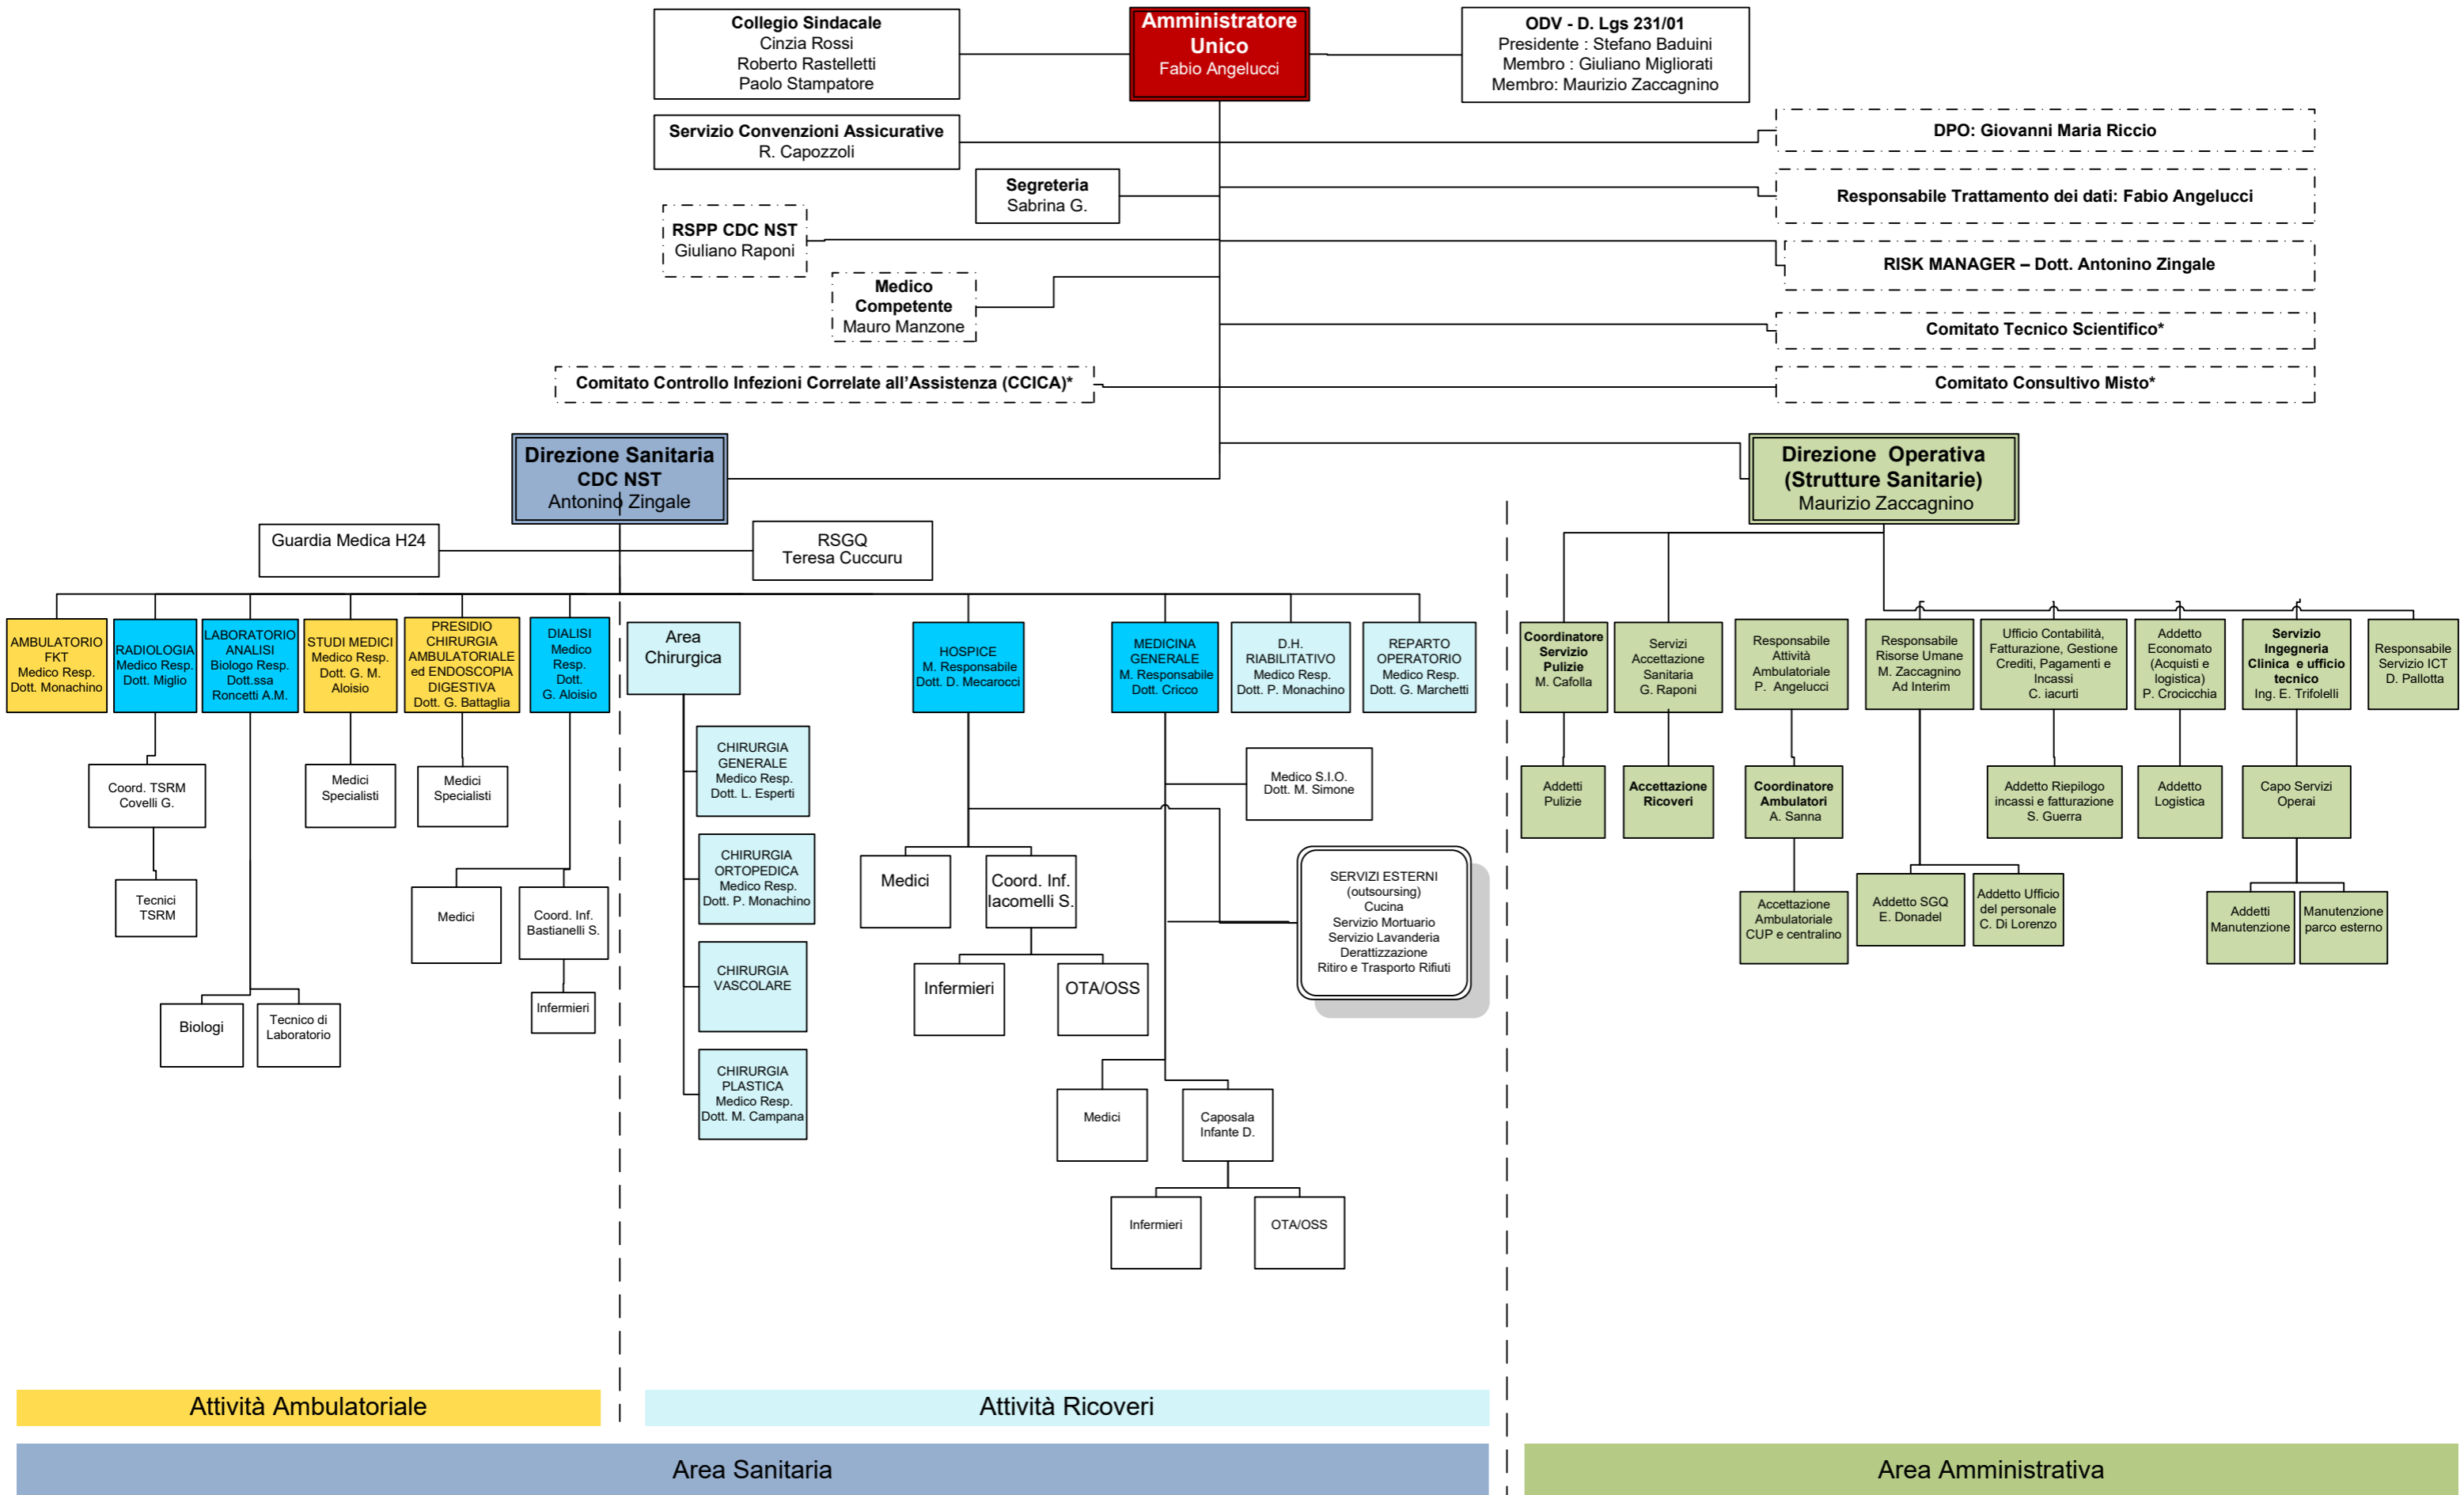 Collegio Sindacale
Cinzia Rossi
Roberto Rastelletti
Paolo Stampatore
Amministratore
Unico
Fabio Angelucci
ODV - D. Lgs 231/01
Presidente : Stefano Baduini
Membro : Giuliano Migliorati
Membro: Maurizio Zaccagnino
Servizio Convenzioni Assicurative
R. Capozzoli
DPO: Giovanni Maria Riccio
Segreteria
Sabrina G.
Responsabile Trattamento dei dati: Fabio Angelucci
RSPP CDC NST
Giuliano Raponi
RISK MANAGER – Dott. Antonino Zingale
Medico
Competente
Mauro Manzone
Comitato Tecnico Scientifico*
Comitato Controllo Infezioni Correlate all'Assistenza (CCICA)*
Comitato Consultivo Misto*
Direzione Sanitaria
CDC NST
Antonino Zingale
Direzione Operativa
(Strutture Sanitarie)
Maurizio Zaccagnino
Guardia Medica H24
RSGQ
Teresa Cuccuru
AMBULATORIO
FKT
Medico Resp.
Dott. Monachino
RADIOLOGIA
Medico Resp.
Dott. Miglio
LABORATORIO
ANALISI
Biologo Resp.
Dott.ssa
Roncetti A.M.
STUDI MEDICI
Medico Resp.
Dott. G. M.
Aloisio
PRESIDIO
CHIRURGIA
AMBULATORIALE
ed ENDOSCOPIA
DIGESTIVA
Dott. G. Battaglia
DIALISI
Medico
Resp.
Dott.
G. Aloisio
Area
Chirurgica
HOSPICE
M. Responsabile
Dott. D. Mecarocci
MEDICINA
GENERALE
M. Responsabile
Dott. Cricco
D.H.
RIABILITATIVO
Medico Resp.
Dott. P. Monachino
REPARTO
OPERATORIO
Medico Resp.
Dott. G. Marchetti
Coordinatore
Servizio
Pulizie
M. Cafolla
Servizi
Accettazione
Sanitaria
G. Raponi
Responsabile
Attività
Ambulatoriale
P. Angelucci
Responsabile
Risorse Umane
M. Zaccagnino
Ad Interim
Ufficio Contabilità,
Fatturazione, Gestione
Crediti, Pagamenti e
Incassi
C. iacurti
Addetto
Economato
(Acquisti e
logistica)
P. Crocicchia
Servizio
Ingegneria
Clinica e ufficio
tecnico
Ing. E. Trifolelli
Responsabile
Servizio ICT
D. Pallotta
Coord. TSRM
Covelli G.
Medici
Specialisti
Medici
Specialisti
CHIRURGIA
GENERALE
Medico Resp.
Dott. L. Esperti
Medico S.I.O.
Dott. M. Simone
Addetti
Pulizie
Accettazione
Ricoveri
Coordinatore
Ambulatori
A. Sanna
Addetto Riepilogo
incassi e fatturazione
S. Guerra
Addetto
Logistica
Capo Servizi
Operai
Tecnici
TSRM
Medici
Coord. Inf.
Bastianelli S.
CHIRURGIA
ORTOPEDICA
Medico Resp.
Dott. P. Monachino
Medici
Coord. Inf.
Iacomelli S.
SERVIZI ESTERNI
(outsoursing)
Cucina
Servizio Mortuario
Servizio Lavanderia
Derattizzazione
Ritiro e Trasporto Rifiuti
Accettazione
Ambulatoriale
CUP e centralino
Addetto SGQ
E. Donadel
Addetto Ufficio
del personale
C. Di Lorenzo
Addetti
Manutenzione
Manutenzione
parco esterno
Biologi
Tecnico di
Laboratorio
Infermieri
CHIRURGIA
VASCOLARE
Infermieri
OTA/OSS
CHIRURGIA
PLASTICA
Medico Resp.
Dott. M. Campana
Medici
Caposala
Infante D.
Infermieri
OTA/OSS
Attività Ambulatoriale
Attività Ricoveri
Area Sanitaria
Area Amministrativa